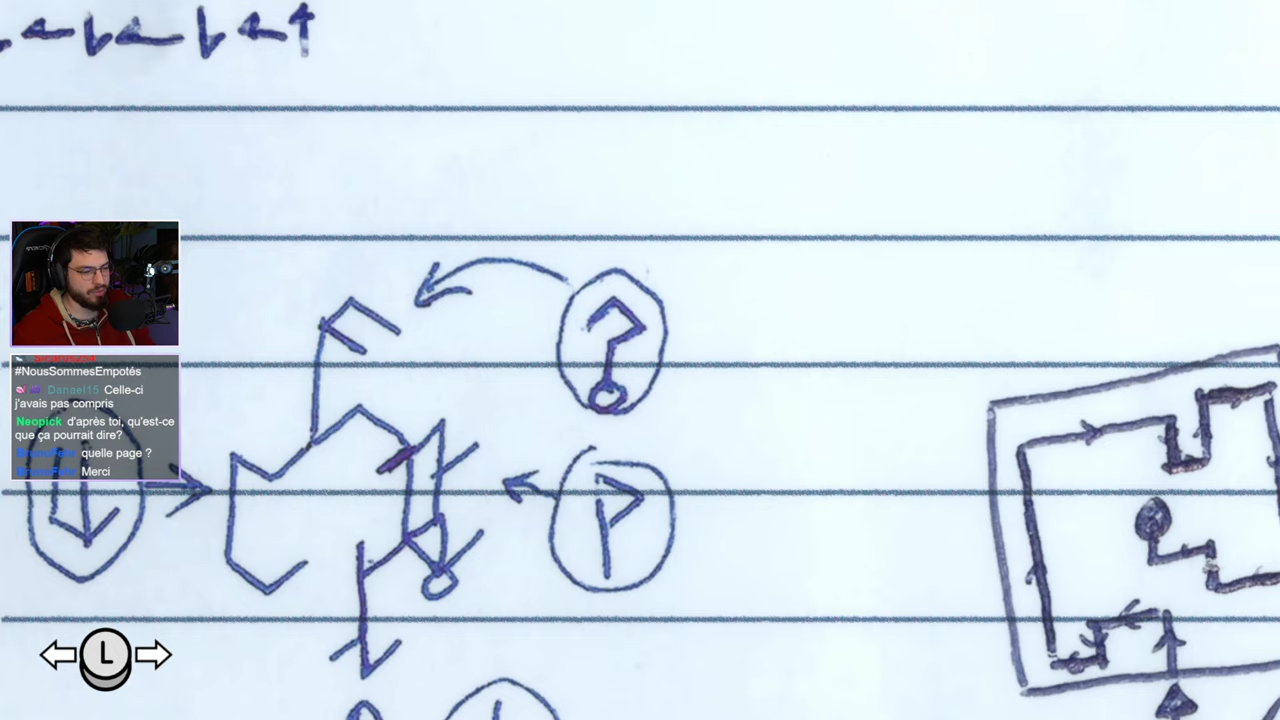 #NousSommesEmpotés
Danael15 Celle-ci
j'avais pas compris
Neopick d'après toi, qu'est-ce
que ça pourrait dire?
quelle page ?
Merci
?
P
L